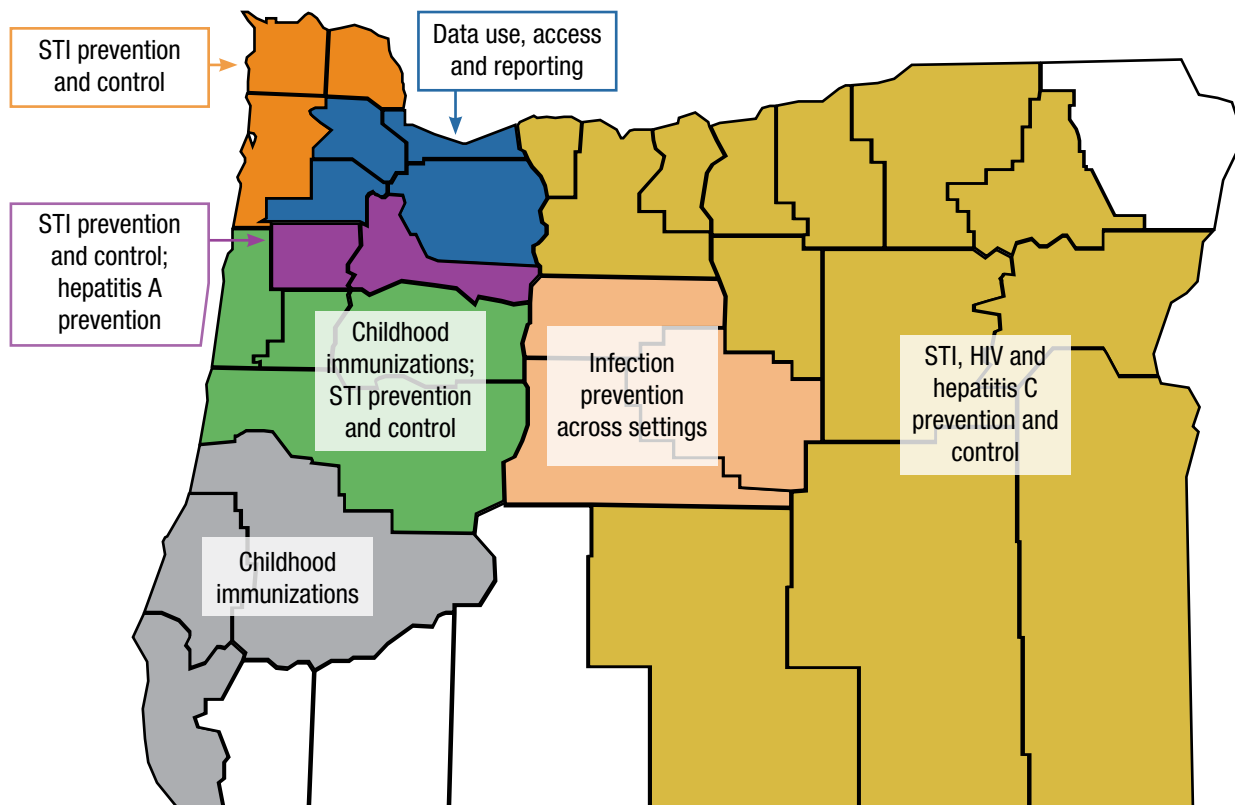 STI prevention
and control
Data use, access
and reporting
STI prevention
and control;
hepatitis A
prevention
Childhood
immunizations;
STI prevention
and control
Infection
prevention
across settings
STI, HIV and
hepatitis C
prevention and
control
Childhood
immunizations